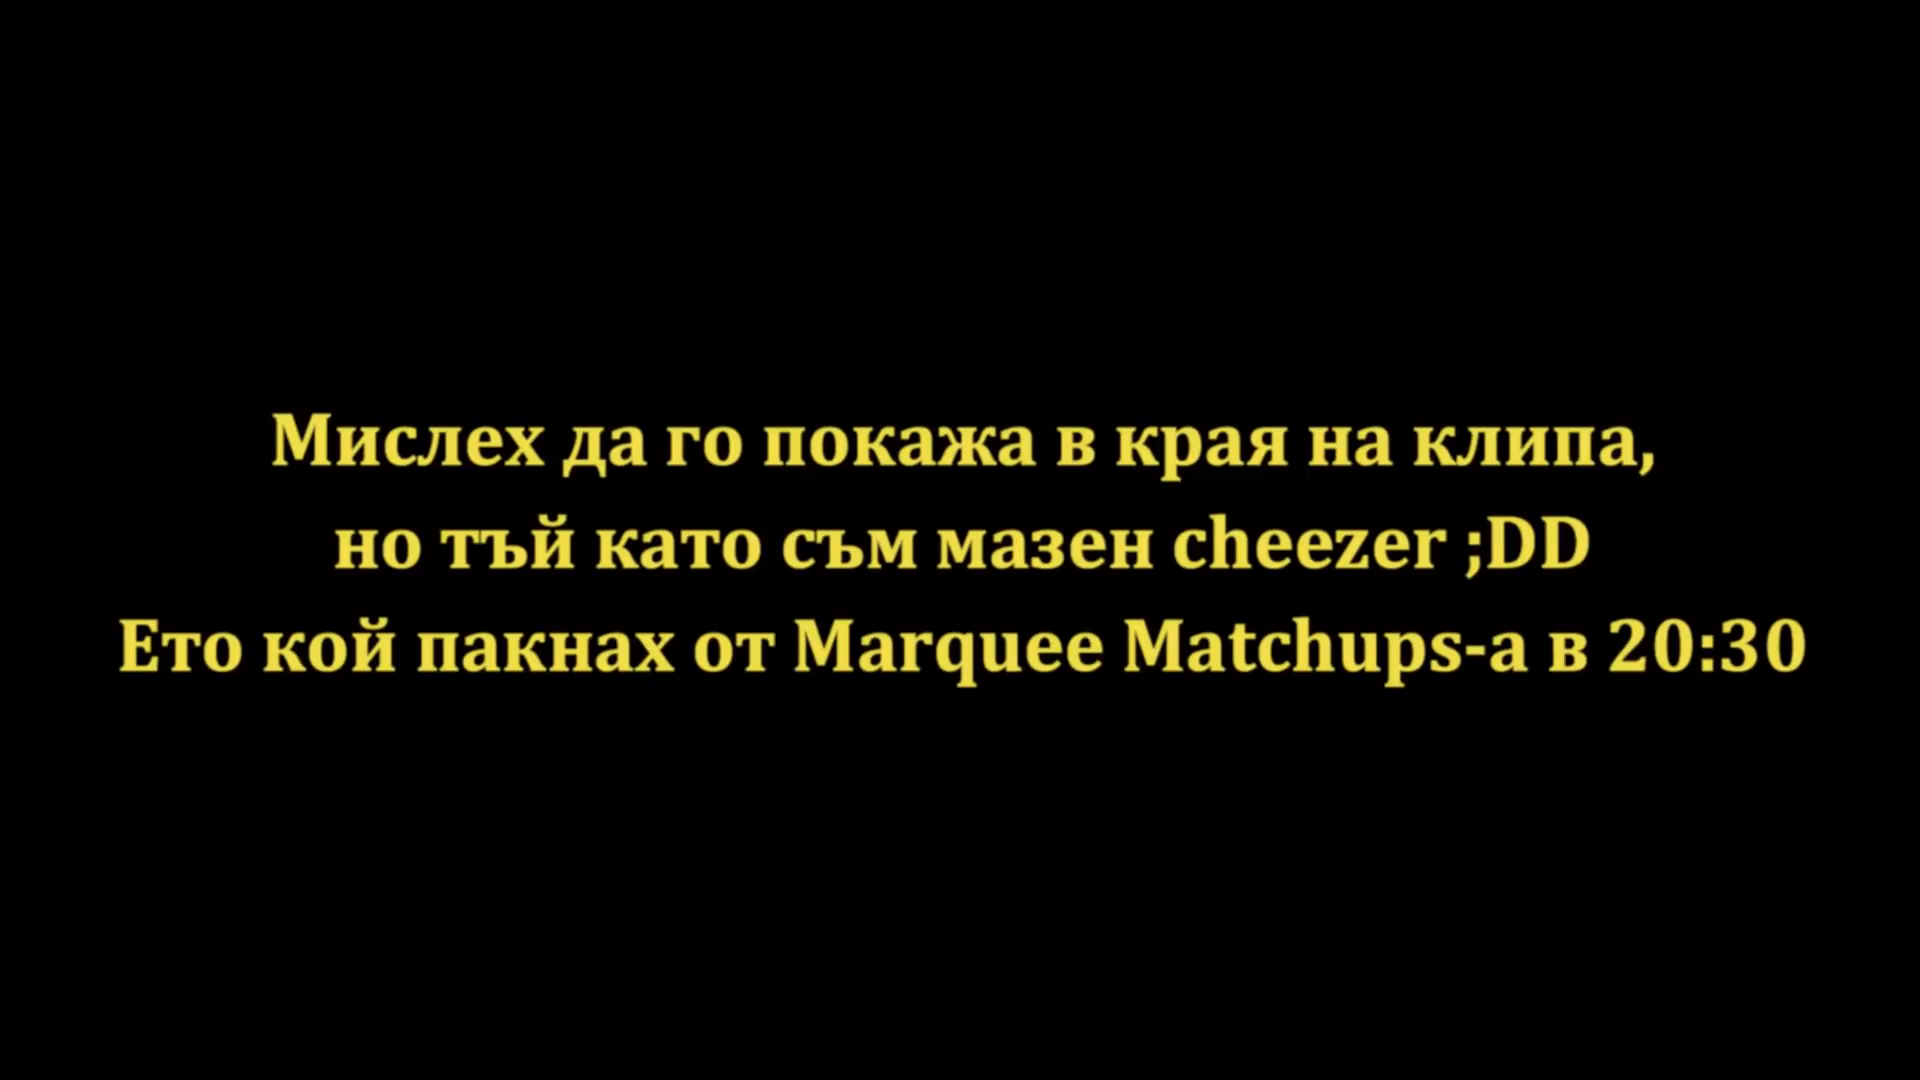 Мислех да го покажа в края на клипа,
но тъй като съм мазен cheezer ;DD
Ето кой пакнах от Marquee Matchups-а в 20:30